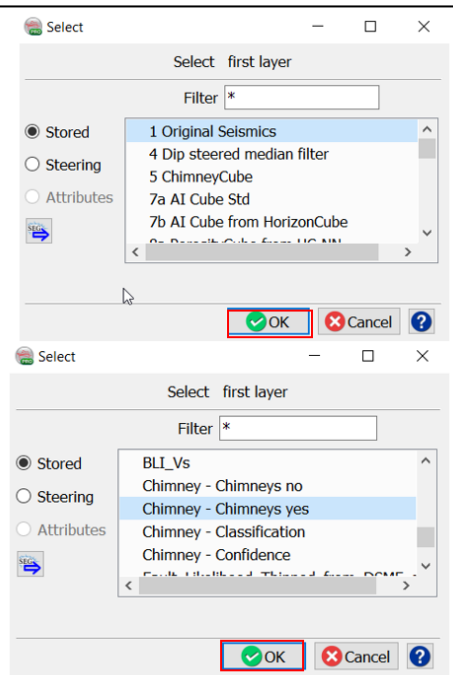 Select
Select first layer
Filter *
Stored
Steering
Attributes
1 Original Seismics
4 Dip steered median filter
5 ChimneyCube
7a AI Cube Std
7b AI Cube from HorizonCube
OK Cancel ?
Select
Select first layer
Filter *
Stored
Steering
Attributes
BLI_Vs
Chimney - Chimneys no
Chimney - Chimneys yes
Chimney - Classification
Chimney - Confidence
OK Cancel ?